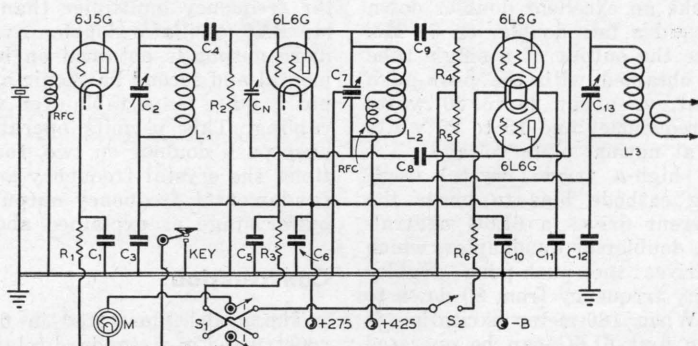 6J5G
6L6G
6L6G
C4
C9
C7
R4
C2
R2
CN
C13
RFC
R5
L2
L3
RFC
C8
6L6G
R1
C1
C3
KEY
C5
R3
C6
R6
C10
C11
C12
M
S1
+275
+425
S2
-B